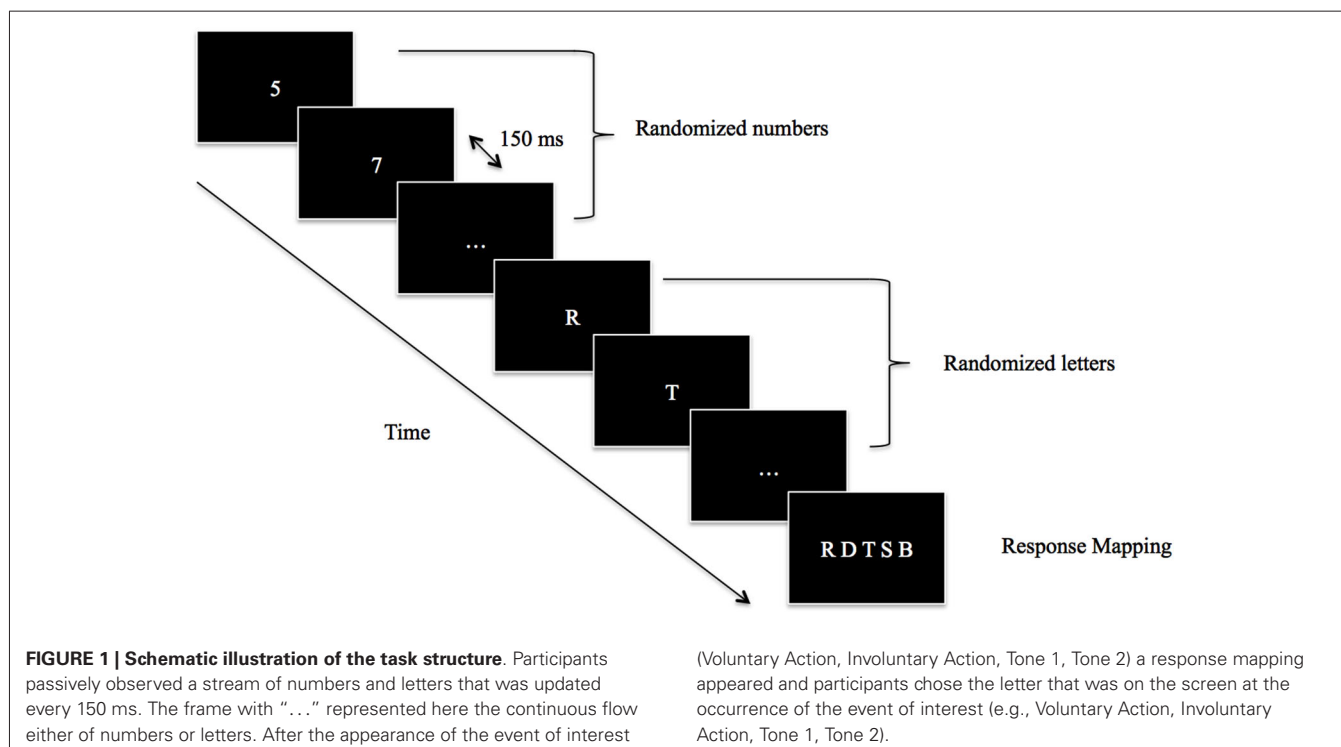 5
Randomized numbers
150 ms
7
...
R
Randomized letters
T
Time
...
R D T S B
Response Mapping
FIGURE 1 | Schematic illustration of the task structure. Participants
passively observed a stream of numbers and letters that was updated
every 150 ms. The frame with “...” represented here the continuous flow
either of numbers or letters. After the appearance of the event of interest
(Voluntary Action, Involuntary Action, Tone 1, Tone 2) a response mapping
appeared and participants chose the letter that was on the screen at the
occurrence of the event of interest (e.g., Voluntary Action, Involuntary
Action, Tone 1, Tone 2).